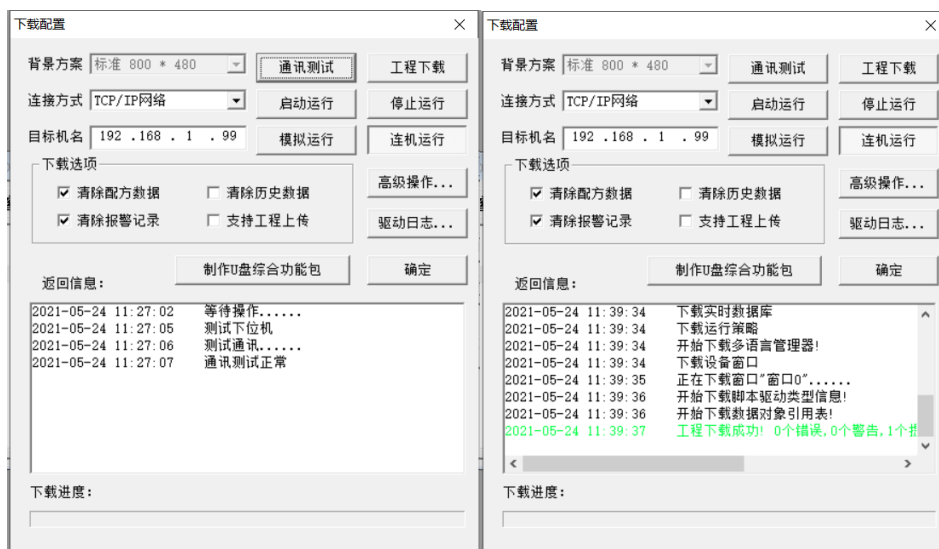 下载配置
背景方案 标准 800 * 480 通讯测试 工程下载
连接方式 TCP/IP网络 启动运行 停止运行
目标机名 192 .168 . 1 . 99 模拟运行 连机运行
下载选项
清除配方数据 清除历史数据 高级操作...
清除报警记录 支持工程上传 驱动日志...
返回信息: 制作U盘综合功能包 确定
2021-05-24 11:27:02 等待操作......
2021-05-24 11:27:05 测试下位机
2021-05-24 11:27:06 测试通讯......
2021-05-24 11:27:07 通讯测试正常
下载进度:
下载配置
背景方案 标准 800 * 480 通讯测试 工程下载
连接方式 TCP/IP网络 启动运行 停止运行
目标机名 192 .168 . 1 . 99 模拟运行 连机运行
下载选项
清除配方数据 清除历史数据 高级操作...
清除报警记录 支持工程上传 驱动日志...
返回信息: 制作U盘综合功能包 确定
2021-05-24 11:39:34 下载实时数据库
2021-05-24 11:39:34 下载运行策略
2021-05-24 11:39:34 开始下载多语言管理器!
2021-05-24 11:39:34 下载设备窗口
2021-05-24 11:39:35 正在下载窗口"窗口0"......
2021-05-24 11:39:36 开始下载脚本驱动类型信息!
2021-05-24 11:39:36 开始下载数据对象引用表!
2021-05-24 11:39:37 工程下载成功! 0个错误,0个警告,1个
下载进度: